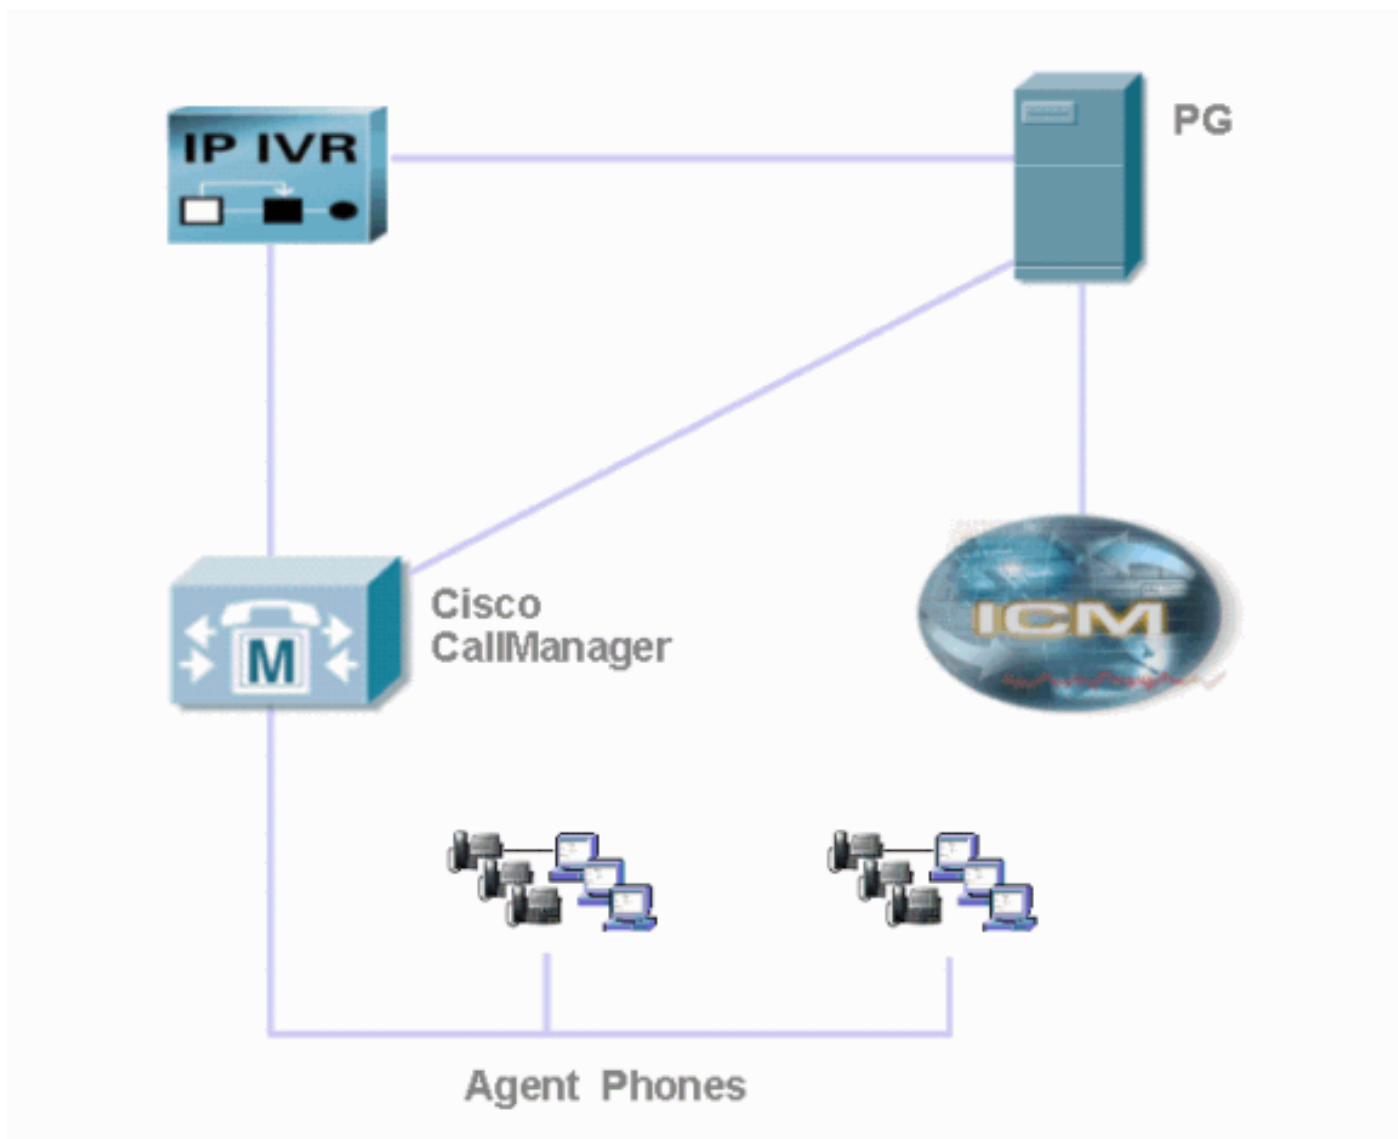 IP IVR
PG
Cisco
CallManager
M
ICM
Agent Phones